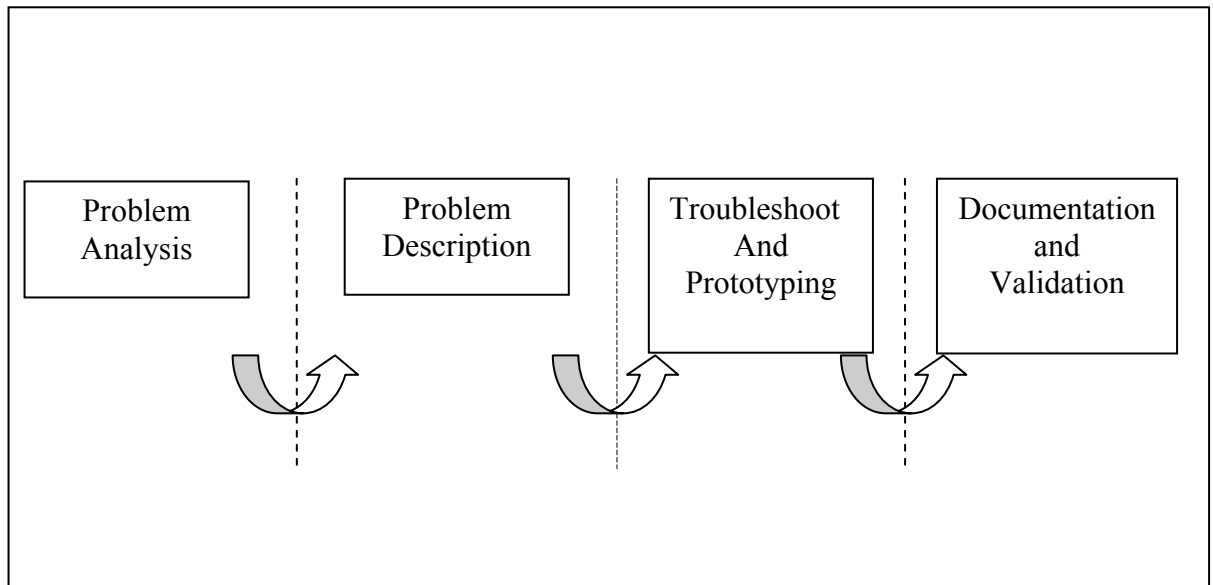 Problem
Analysis
Problem
Description
Troubleshoot
And
Prototyping
Documentation
and
Validation